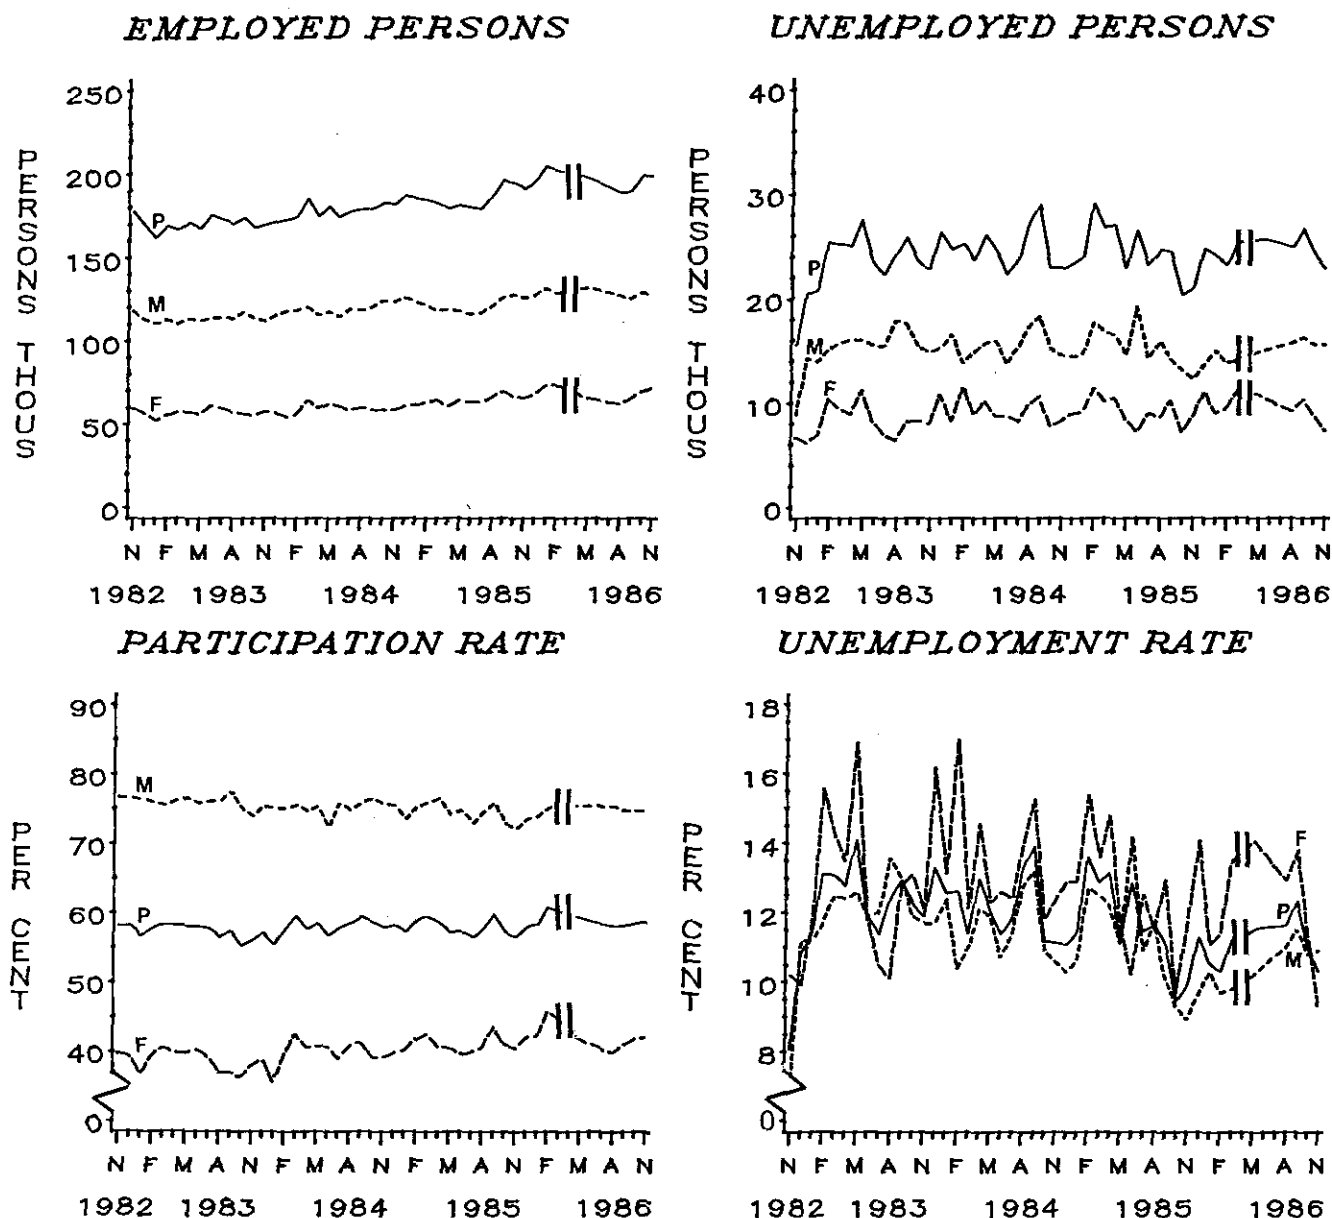 EMPLOYED PERSONS
PERSONS THOUS
250
200
150
100
50
0
P
M
F
N F M A N F M A N F M A N F M A N
1982 1983 1984 1985 1986
UNEMPLOYED PERSONS
PERSONS THOUS
40
30
20
10
0
P
M
F
N F M A N F M A N F M A N F M A N
1982 1983 1984 1985 1986
PARTICIPATION RATE
PER CENT
90
80
70
60
50
40
0
M
P
F
N F M A N F M A N F M A N F M A N
1982 1983 1984 1985 1986
UNEMPLOYMENT RATE
PER CENT
18
16
14
12
10
8
0
F
P
M
N F M A N F M A N F M A N F M A N
1982 1983 1984 1985 1986